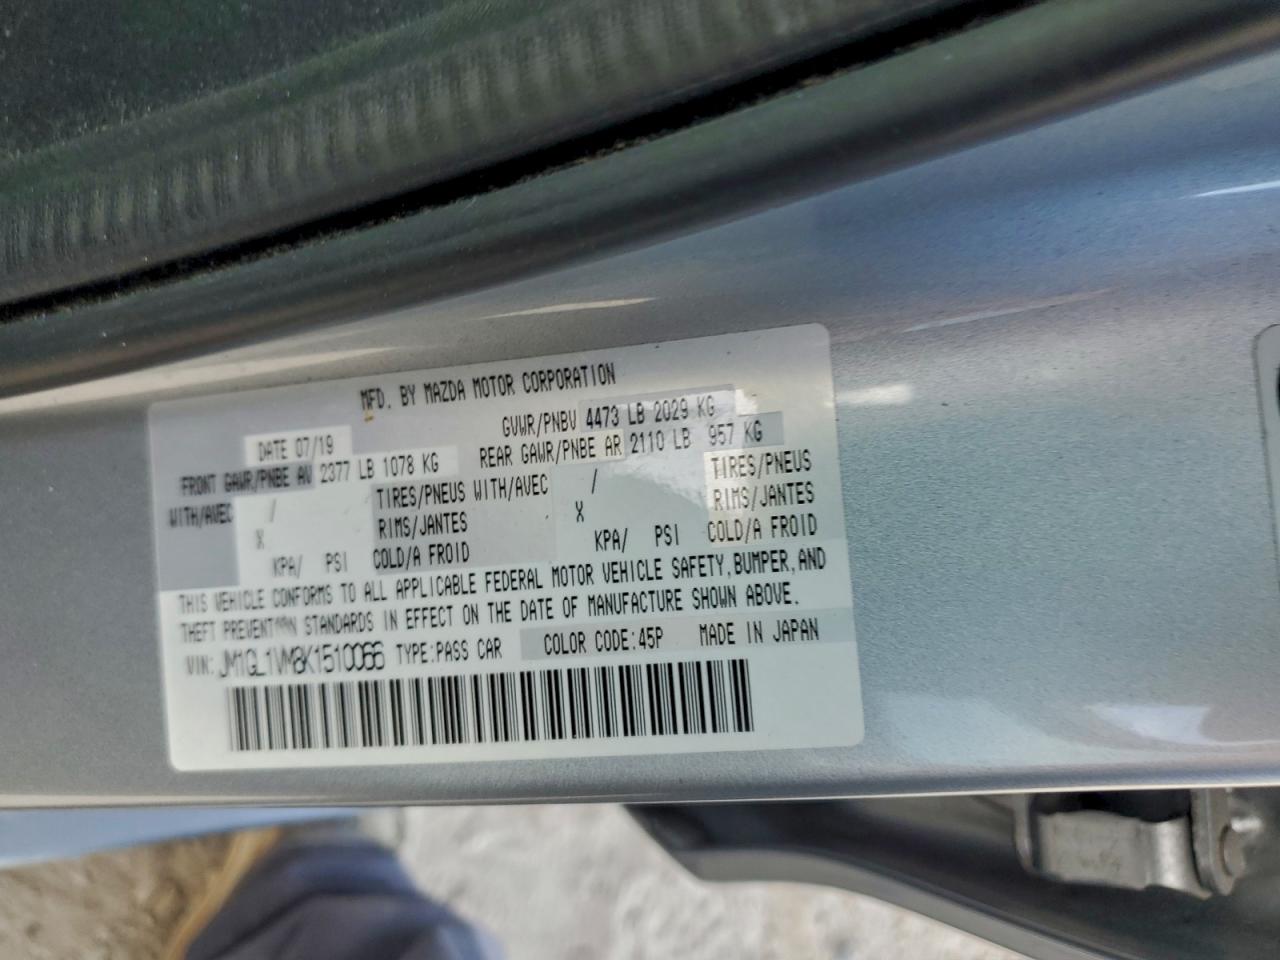 MFD. BY MAZDA MOTOR CORPORATION
DATE 07/19 GVWR/PNBV 4473 LB 2029 KG
FRONT GAWR/PNBE AV 2377 LB 1078 KG REAR GAWR/PNBE AR 2110 LB 957 KG
WITH/AVEC / TIRES/PNEUS WITH/AVEC / TIRES/PNEUS
X RIMS/JANTES X RIMS/JANTES
KPA/ PSI COLD/A FROID KPA/ PSI COLD/A FROID
THIS VEHICLE CONFORMS TO ALL APPLICABLE FEDERAL MOTOR VEHICLE SAFETY, BUMPER, AND
THEFT STANDARDS IN EFFECT ON THE DATE OF MANUFACTURE SHOWN ABOVE.
VIN: JM1GL1VM8K1510066 TYPE:PASS CAR COLOR CODE:45P MADE IN JAPAN